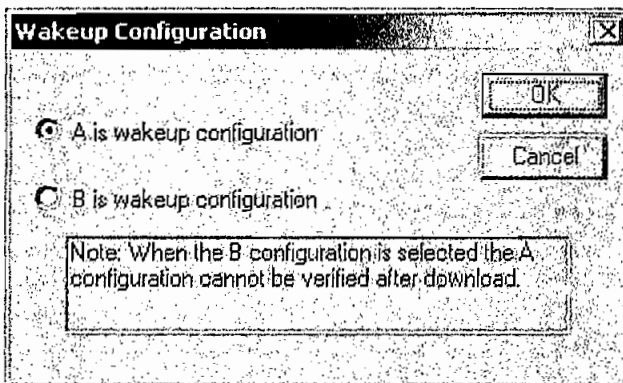 Wakeup Configuration
OK
A is wakeup configuration
Cancel
B is wakeup configuration
Note: When the B configuration is selected the A
configuration cannot be verified after download.